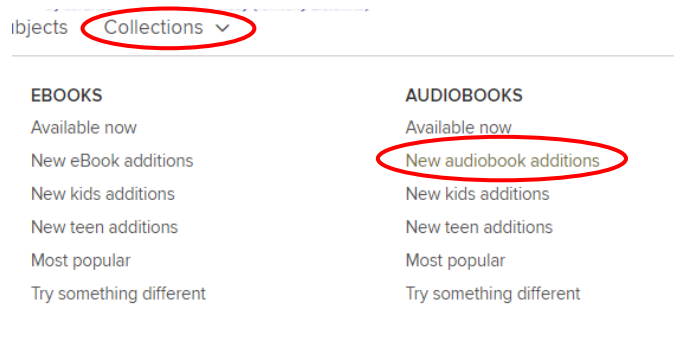 ubjects Collections
EBOOKS
Available now
New eBook additions
New kids additions
New teen additions
Most popular
Try something different
AUDIOBOOKS
Available now
New audiobook additions
New kids additions
New teen additions
Most popular
Try something different